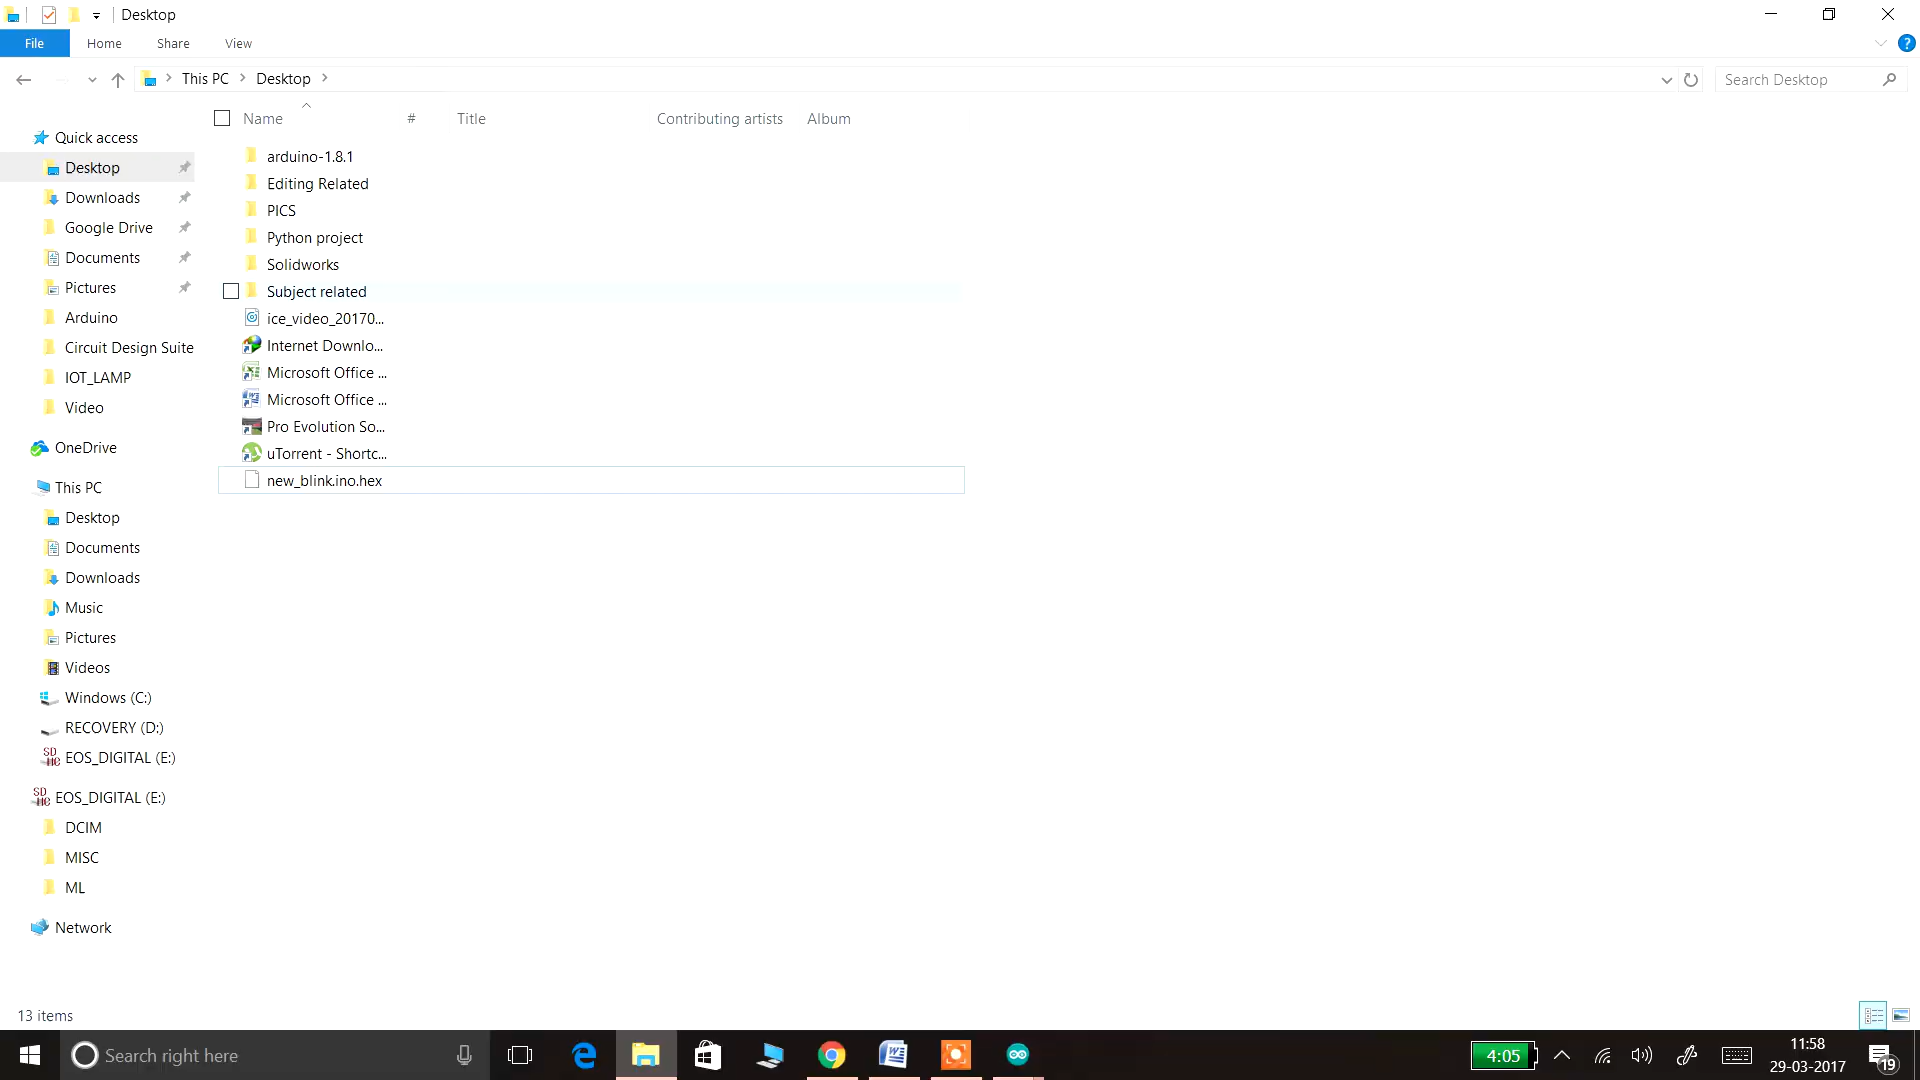 Desktop
File Home Share View
This PC Desktop
Search Desktop
Name # Title Contributing artists Album
Quick access
Desktop
Downloads
Google Drive
Documents
Pictures
Arduino
Circuit Design Suite
IOT_LAMP
Video
OneDrive
This PC
Desktop
Documents
Downloads
Music
Pictures
Videos
Windows (C:)
RECOVERY (D:)
EOS_DIGITAL (E:)
EOS_DIGITAL (E:)
DCIM
MISC
ML
Network
arduino-1.8.1
Editing Related
PICS
Python project
Solidworks
Subject related
ice_video_20170...
Internet Downlo...
Microsoft Office ...
Microsoft Office ...
Pro Evolution So...
uTorrent - Shortc...
new_blink.ino.hex
13 items
Search right here
4:05
11:58
29-03-2017
19